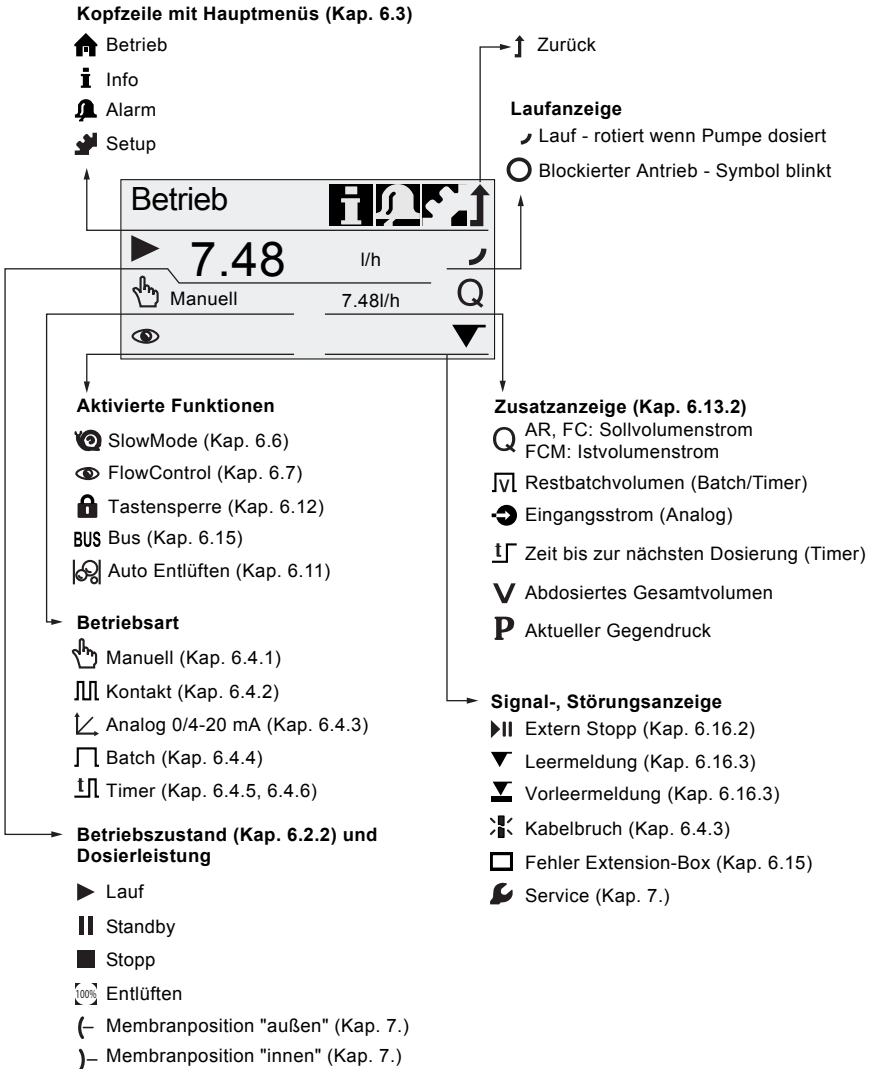 Kopfzeile mit Hauptmenüs (Kap. 6.3)
Betrieb
Info
Alarm
Setup
Zurück
Laufanzeige
Lauf - rotiert wenn Pumpe dosiert
Blockierter Antrieb - Symbol blinkt
Betrieb
7.48 l/h
Manuell 7.48l/h Q
Aktivierte Funktionen
SlowMode (Kap. 6.6)
FlowControl (Kap. 6.7)
Tastensperre (Kap. 6.12)
BUS Bus (Kap. 6.15)
Auto Entlüften (Kap. 6.11)
Betriebsart
Manuell (Kap. 6.4.1)
Kontakt (Kap. 6.4.2)
Analog 0/4-20 mA (Kap. 6.4.3)
Batch (Kap. 6.4.4)
t Timer (Kap. 6.4.5, 6.4.6)
Betriebszustand (Kap. 6.2.2) und
Dosierleistung
Lauf
Standby
Stopp
100% Entlüften
Membranposition "außen" (Kap. 7.)
Membranposition "innen" (Kap. 7.)
Zusatzanzeige (Kap. 6.13.2)
Q AR, FC: Sollvolumenstrom
FCM: Istvolumenstrom
V Restbatchvolumen (Batch/Timer)
Eingangsstrom (Analog)
t Zeit bis zur nächsten Dosierung (Timer)
V Abdosiertes Gesamtvolumen
P Aktueller Gegendruck
Signal-, Störungsanzeige
Extern Stopp (Kap. 6.16.2)
Leermeldung (Kap. 6.16.3)
Vorleermeldung (Kap. 6.16.3)
Kabelbruch (Kap. 6.4.3)
Fehler Extension-Box (Kap. 6.15)
Service (Kap. 7.)